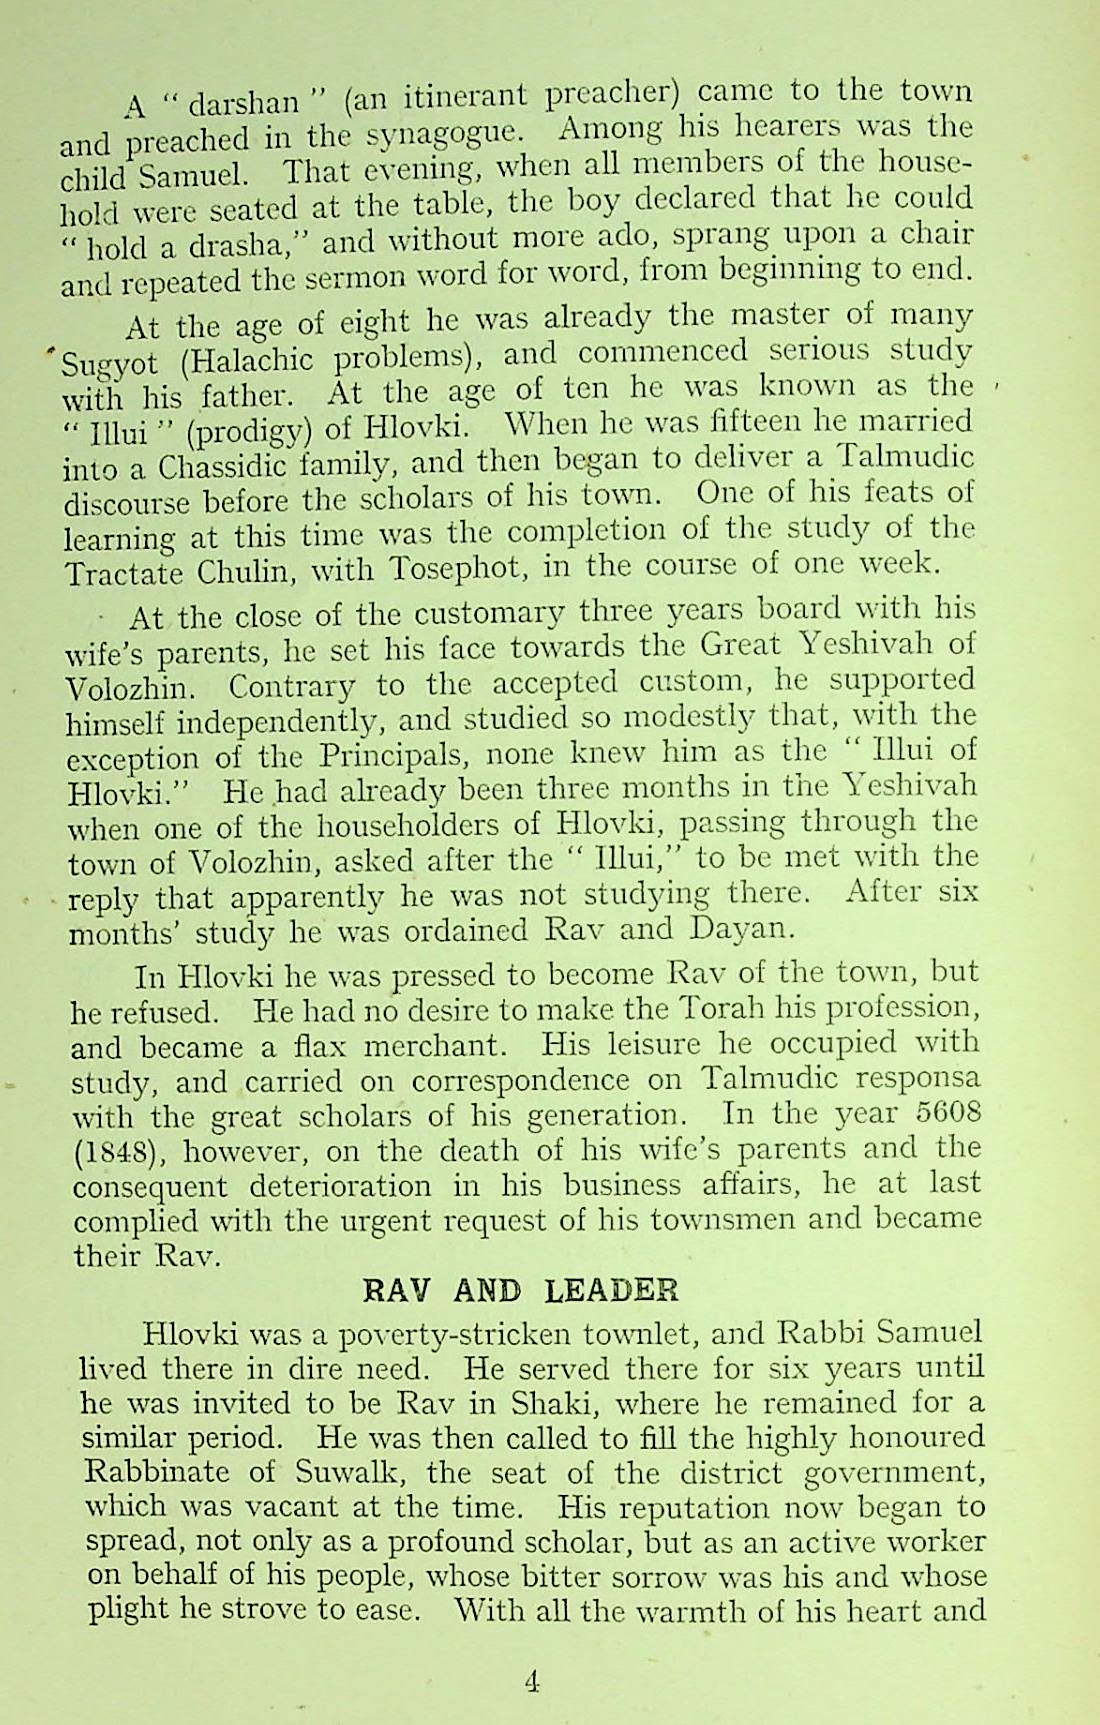 A “ darshan ” (an itinerant preacher) came to the town
and preached in the synagogue. Among his hearers was the
child Samuel. That evening, when all members of the house-
hold were seated at the table, the boy declared that he could
“ hold a drasha,” and without more ado, sprang upon a chair
and repeated the sermon word for word, from beginning to end.
At the age of eight he was already the master of many
Sugyot (Halachic problems), and commenced serious study
with his father. At the age of ten he was known as the
“ Illui ” (prodigy) of Hlovki. When he was fifteen he married
into a Chassidic family, and then began to deliver a Talmudic
discourse before the scholars of his town. One of his feats of
learning at this time was the completion of the study of the
Tractate Chulin, with Tosephot, in the course of one week.
At the close of the customary three years board with his
wife’s parents, he set his face towards the Great Yeshivah of
Volozhin. Contrary to the accepted custom, he supported
himself independently, and studied so modestly that, with the
exception of the Principals, none knew him as the “ Illui of
Hlovki.” He had already been three months in the Yeshivah
when one of the householders of Hlovki, passing through the
town of Volozhin, asked after the “ Illui,” to be met with the
reply that apparently he was not studying there. After six
months’ study he was ordained Rav and Dayan.
In Hlovki he was pressed to become Rav of the town, but
he refused. He had no desire to make the Torah his profession,
and became a flax merchant. His leisure he occupied with
study, and carried on correspondence on Talmudic responsa
with the great scholars of his generation. In the year 5608
(1848), however, on the death of his wife’s parents and the
consequent deterioration in his business affairs, he at last
complied with the urgent request of his townsmen and became
their Rav.
RAV AND LEADER
Hlovki was a poverty-stricken townlet, and Rabbi Samuel
lived there in dire need. He served there for six years until
he was invited to be Rav in Shaki, where he remained for a
similar period. He was then called to fill the highly honoured
Rabbinate of Suwalk, the seat of the district government,
which was vacant at the time. His reputation now began to
spread, not only as a profound scholar, but as an active worker
on behalf of his people, whose bitter sorrow was his and whose
plight he strove to ease. With all the warmth of his heart and
4